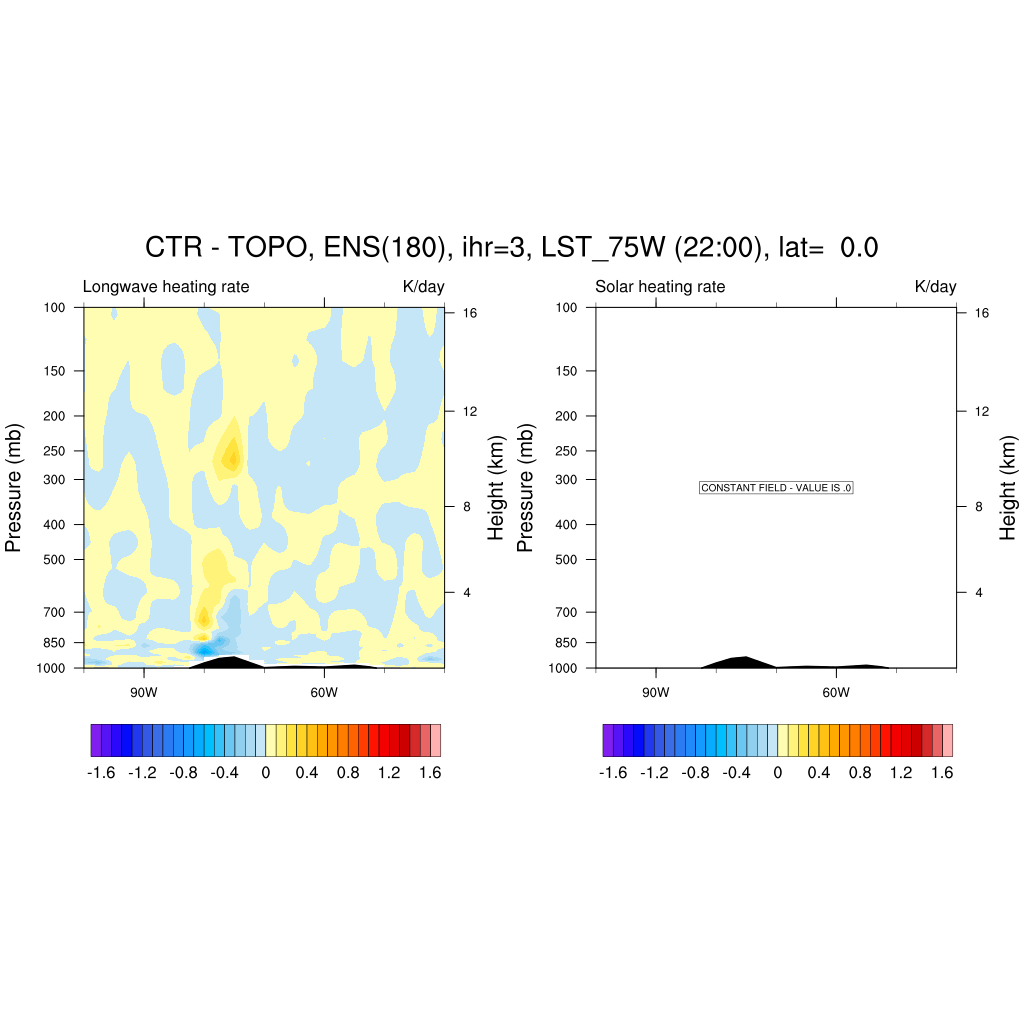 CTR - TOPO, ENS(180), ihr=3, LST_75W (22:00), lat=  0.0
Longwave heating rate K/day
100
150
200
250
300
400
500
700
850
1000
Pressure (mb)
16
12
8
4
Height (km)
90W 60W
-1.6 -1.2 -0.8 -0.4 0 0.4 0.8 1.2 1.6
Solar heating rate K/day
100
150
200
250
300
400
500
700
850
1000
Pressure (mb)
CONSTANT FIELD - VALUE IS .0
16
12
8
4
Height (km)
90W 60W
-1.6 -1.2 -0.8 -0.4 0 0.4 0.8 1.2 1.6